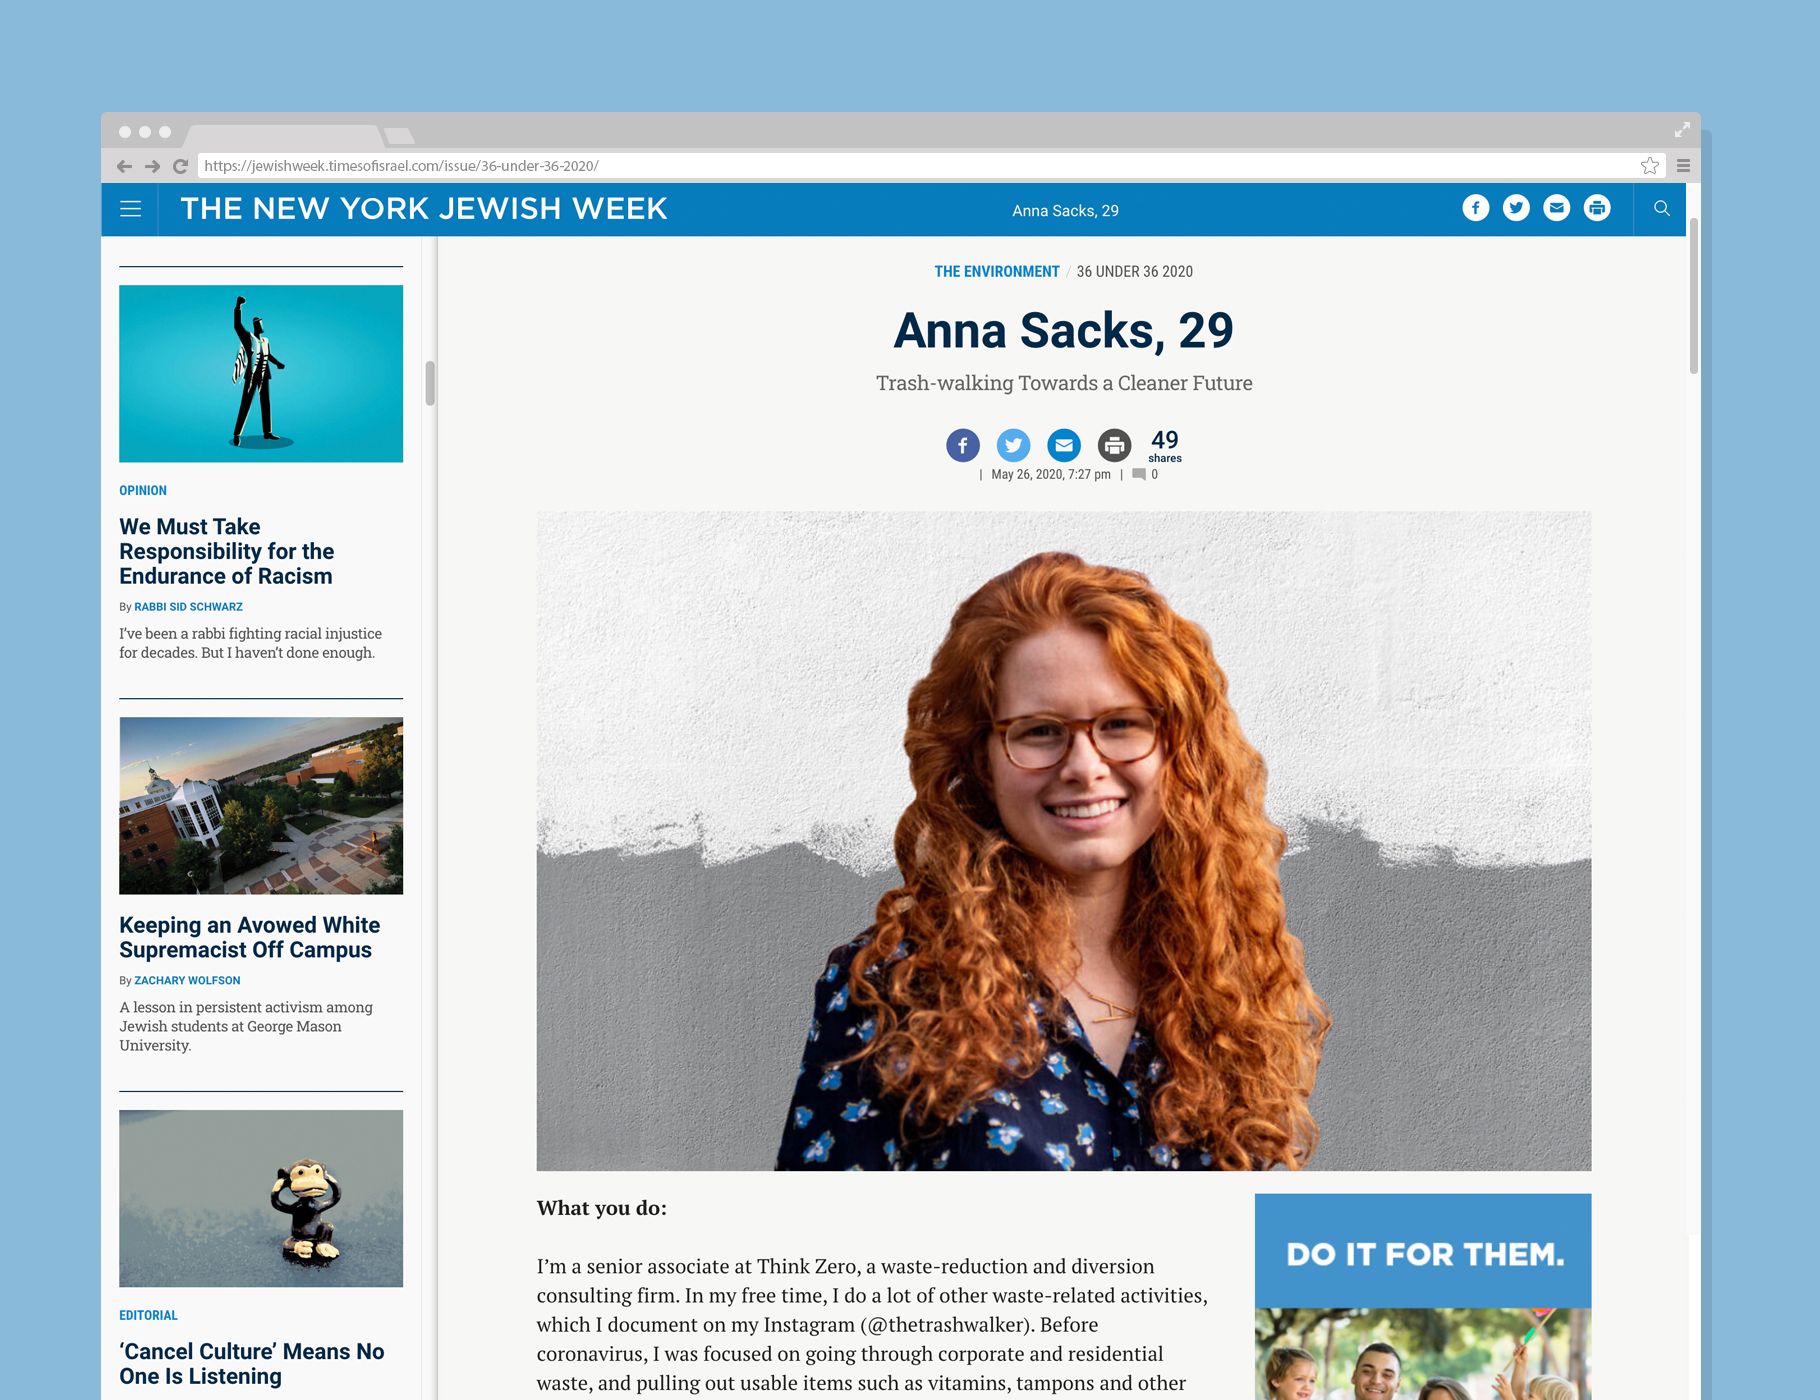 https://jewishweek.timesofisrael.com/issue/36-under-36-2020/
THE NEW YORK JEWISH WEEK
Anna Sacks, 29
OPINION
We Must Take
Responsibility for the
Endurance of Racism
By RABBI SID SCHWARZ
I've been a rabbi fighting racial injustice
for decades. But I haven't done enough.
Keeping an Avowed White
Supremacist Off Campus
By ZACHARY WOLFSON
A lesson in persistent activism among
Jewish students at George Mason
University.
EDITORIAL
‘Cancel Culture’ Means No
One Is Listening
THE ENVIRONMENT / 36 UNDER 36 2020
Anna Sacks, 29
Trash-walking Towards a Cleaner Future
49
shares
| May 26, 2020, 7:27 pm | 0
What you do:
I'm a senior associate at Think Zero, a waste-reduction and diversion
consulting firm. In my free time, I do a lot of other waste-related activities,
which I document on my Instagram (@thetrashwalker). Before
coronavirus, I was focused on going through corporate and residential
waste, and pulling out usable items such as vitamins, tampons and other
DO IT FOR THEM.